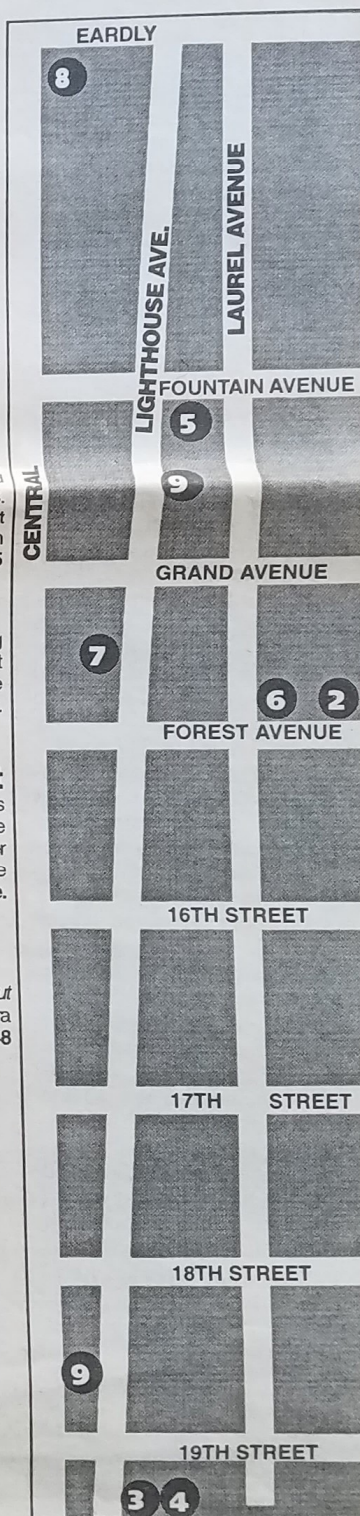 EARDLY
8
LAUREL AVENUE
LIGHTHOUSE AVE.
FOUNTAIN AVENUE
5
9
CENTRAL
GRAND AVENUE
7
6 2
FOREST AVENUE
16TH STREET
17TH STREET
18TH STREET
9
19TH STREET
3 4